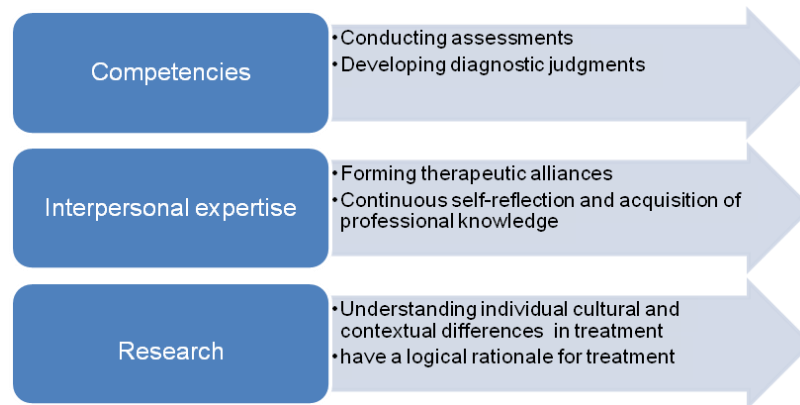 Competencies
•Conducting assessments
•Developing diagnostic judgments
Interpersonal expertise
•Forming therapeutic alliances
•Continuous self-reflection and acquisition of
professional knowledge
Research
•Understanding individual cultural and
contextual differences in treatment
•have a logical rationale for treatment